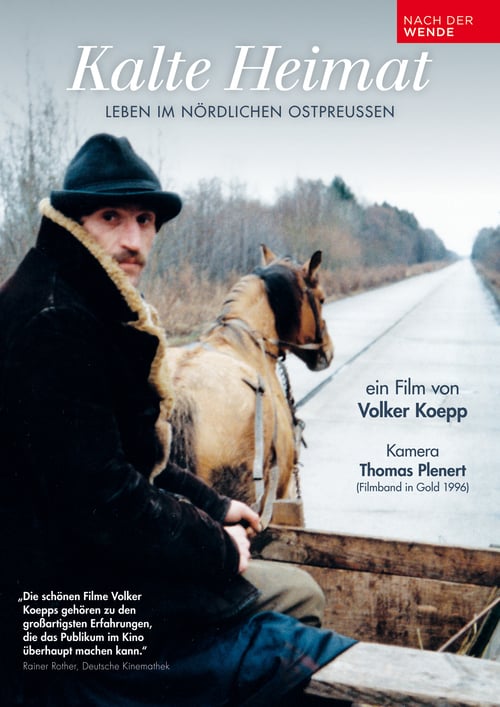 NACH DER
WENDE
Kalte Heimat
LEBEN IM NÖRDLICHEN OSTPREUSSEN
ein Film von
Volker Koepp
Kamera
Thomas Plenert
(Filmband in Gold 1996)
„Die schönen Filme Volker
Koepps gehören zu den
großartigsten Erfahrungen,
die das Publikum im Kino
überhaupt machen kann.“
Rainer Rother, Deutsche Kinemathek